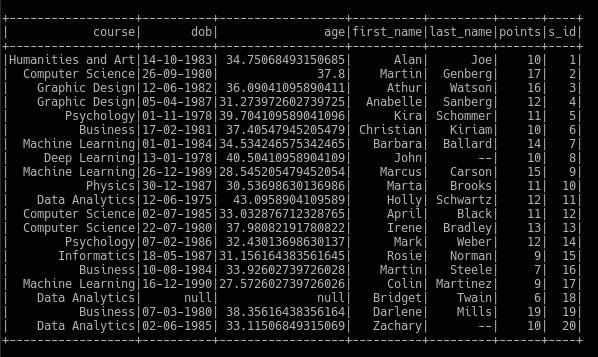 +------------------+----------+------------------+----------+---------+------+----+
|            course|       dob|               age|first_name|last_name|points|s_id|
+------------------+----------+------------------+----------+---------+------+----+
|Humanities and Art|14-10-1983| 34.75068493150685|      Alan|      Joe|    10|   1|
|  Computer Science|26-09-1980|              37.8|    Martin|  Genberg|    17|   2|
|    Graphic Design|12-06-1982| 36.09041095890411|     Athur|   Watson|    16|   3|
|    Graphic Design|05-04-1987|31.273972602739725|  Anabelle|  Sanberg|    12|   4|
|        Psychology|01-11-1978|39.704109589041096|      Kira| Schommer|    11|   5|
|          Business|17-02-1981| 37.40547945205479| Christian|   Kiriam|    10|   6|
|  Machine Learning|01-01-1984|34.534246575342465|   Barbara|  Ballard|    14|   7|
|     Deep Learning|13-01-1978| 40.50410958904109|      John|       --|    10|   8|
|  Machine Learning|26-12-1989|28.545205479452054|    Marcus|   Carson|    15|   9|
|           Physics|30-12-1987| 30.53698630136986|     Marta|   Brooks|    11|  10|
|    Data Analytics|12-06-1975|  43.0958904109589|     Holly| Schwartz|    12|  11|
|  Computer Science|02-07-1985|33.032876712328765|     April|    Black|    11|  12|
|  Computer Science|22-07-1980| 37.98082191780822|     Irene|  Bradley|    13|  13|
|        Psychology|07-02-1986| 32.43013698630137|      Mark|    Weber|    12|  14|
|       Informatics|18-05-1987|31.156164383561645|     Rosie|   Norman|     9|  15|
|          Business|10-08-1984| 33.92602739726028|    Martin|   Steele|     7|  16|
|  Machine Learning|16-12-1990|27.572602739726026|     Colin| Martinez|     9|  17|
|    Data Analytics|      null|              null|   Bridget|    Twain|     6|  18|
|          Business|07-03-1980| 38.35616438356164|   Darlene|    Mills|    19|  19|
|    Data Analytics|02-06-1985| 33.11506849315069|   Zachary|       --|    10|  20|
+------------------+----------+------------------+----------+---------+------+----+